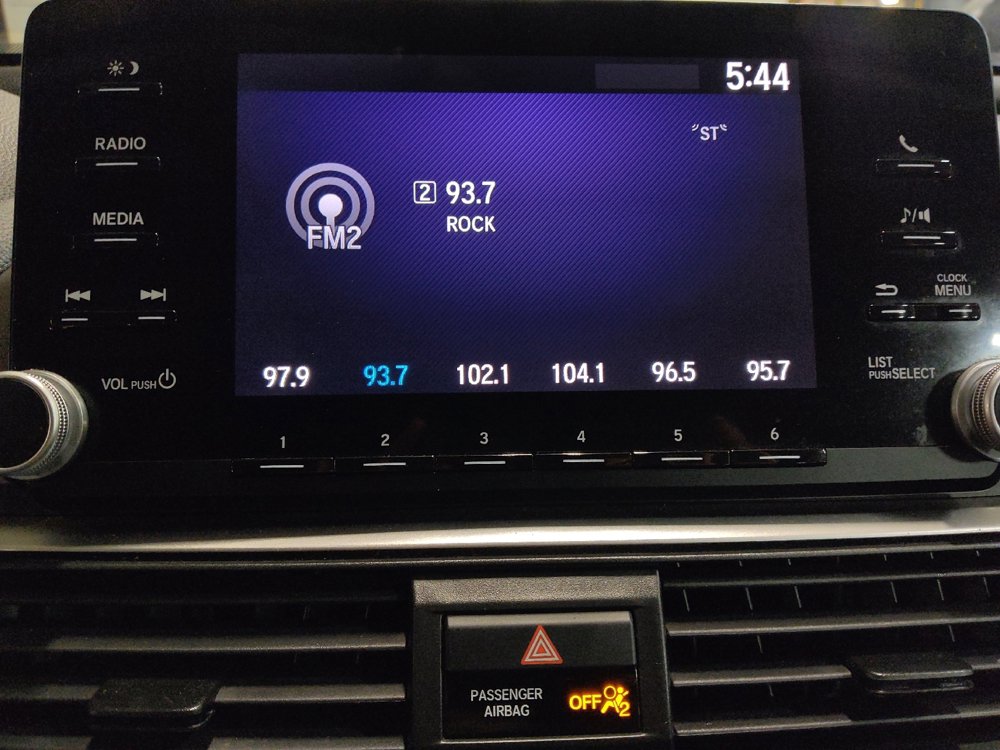 5:44
RADIO
ST
2 93.7
MEDIA
ROCK
FM2
CLOCK
MENU
VOL PUSH
LIST
PUSH SELECT
97.9 93.7 102.1 104.1 96.5 95.7
1 2 3 4 5 6
PASSENGER
AIRBAG
OFF 2